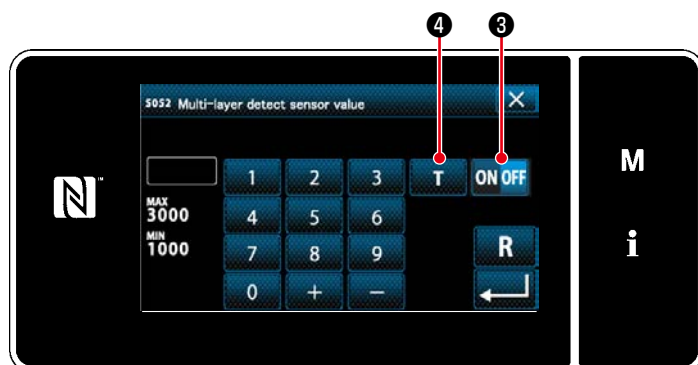 ❹ ❸
S052 Multi-layer detect sensor value X
1 2 3 T ON OFF
MAX
3000
4 5 6
MIN
1000
7 8 9 R
0 + −
N™
M
i